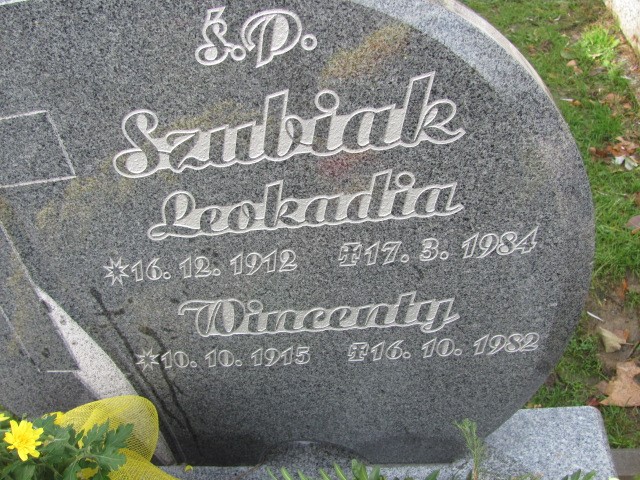 Ś.P.
Szubiak
Leokadia
*16. 12. 1912 ✝17. 3. 1984
Wincenty
*10. 10. 1915 ✝16. 10. 1982